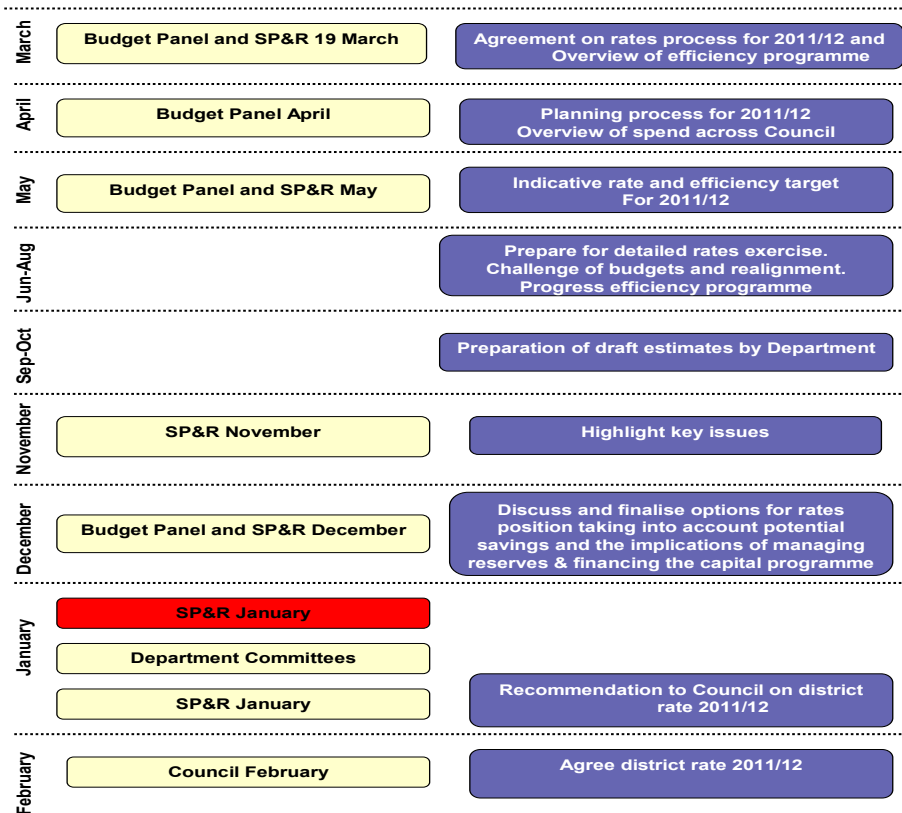 March
Budget Panel and SP&R 19 March
Agreement on rates process for 2011/12 and
Overview of efficiency programme
April
Budget Panel April
Planning process for 2011/12
Overview of spend across Council
May
Budget Panel and SP&R May
Indicative rate and efficiency target
For 2011/12
Jun-Aug
Prepare for detailed rates exercise.
Challenge of budgets and realignment.
Progress efficiency programme
Sep-Oct
Preparation of draft estimates by Department
November
SP&R November
Highlight key issues
December
Budget Panel and SP&R December
Discuss and finalise options for rates
position taking into account potential
savings and the implications of managing
reserves & financing the capital programme
January
SP&R January
Department Committees
SP&R January
Recommendation to Council on district
rate 2011/12
February
Council February
Agree district rate 2011/12